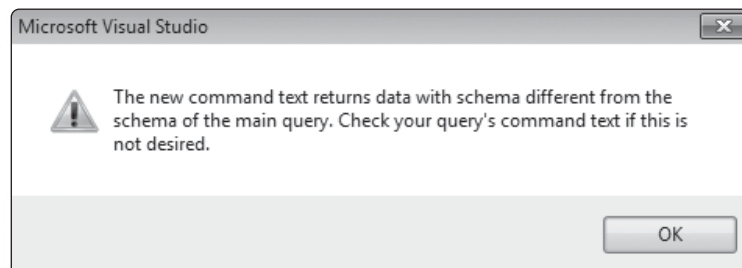 Microsoft Visual Studio
The new command text returns data with schema different from the
schema of the main query. Check your query's command text if this is
not desired.
OK